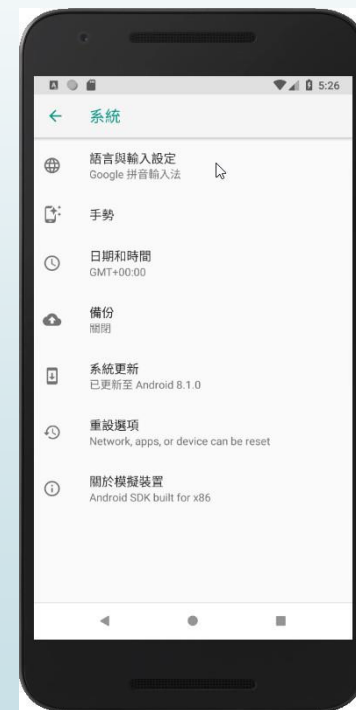 5:26
系統
語言與輸入設定
Google 拼音輸入法
手勢
日期和時間
GMT+00:00
備份
關閉
系統更新
已更新至 Android 8.1.0
重設選項
Network, apps, or device can be reset
關於模擬裝置
Android SDK built for x86